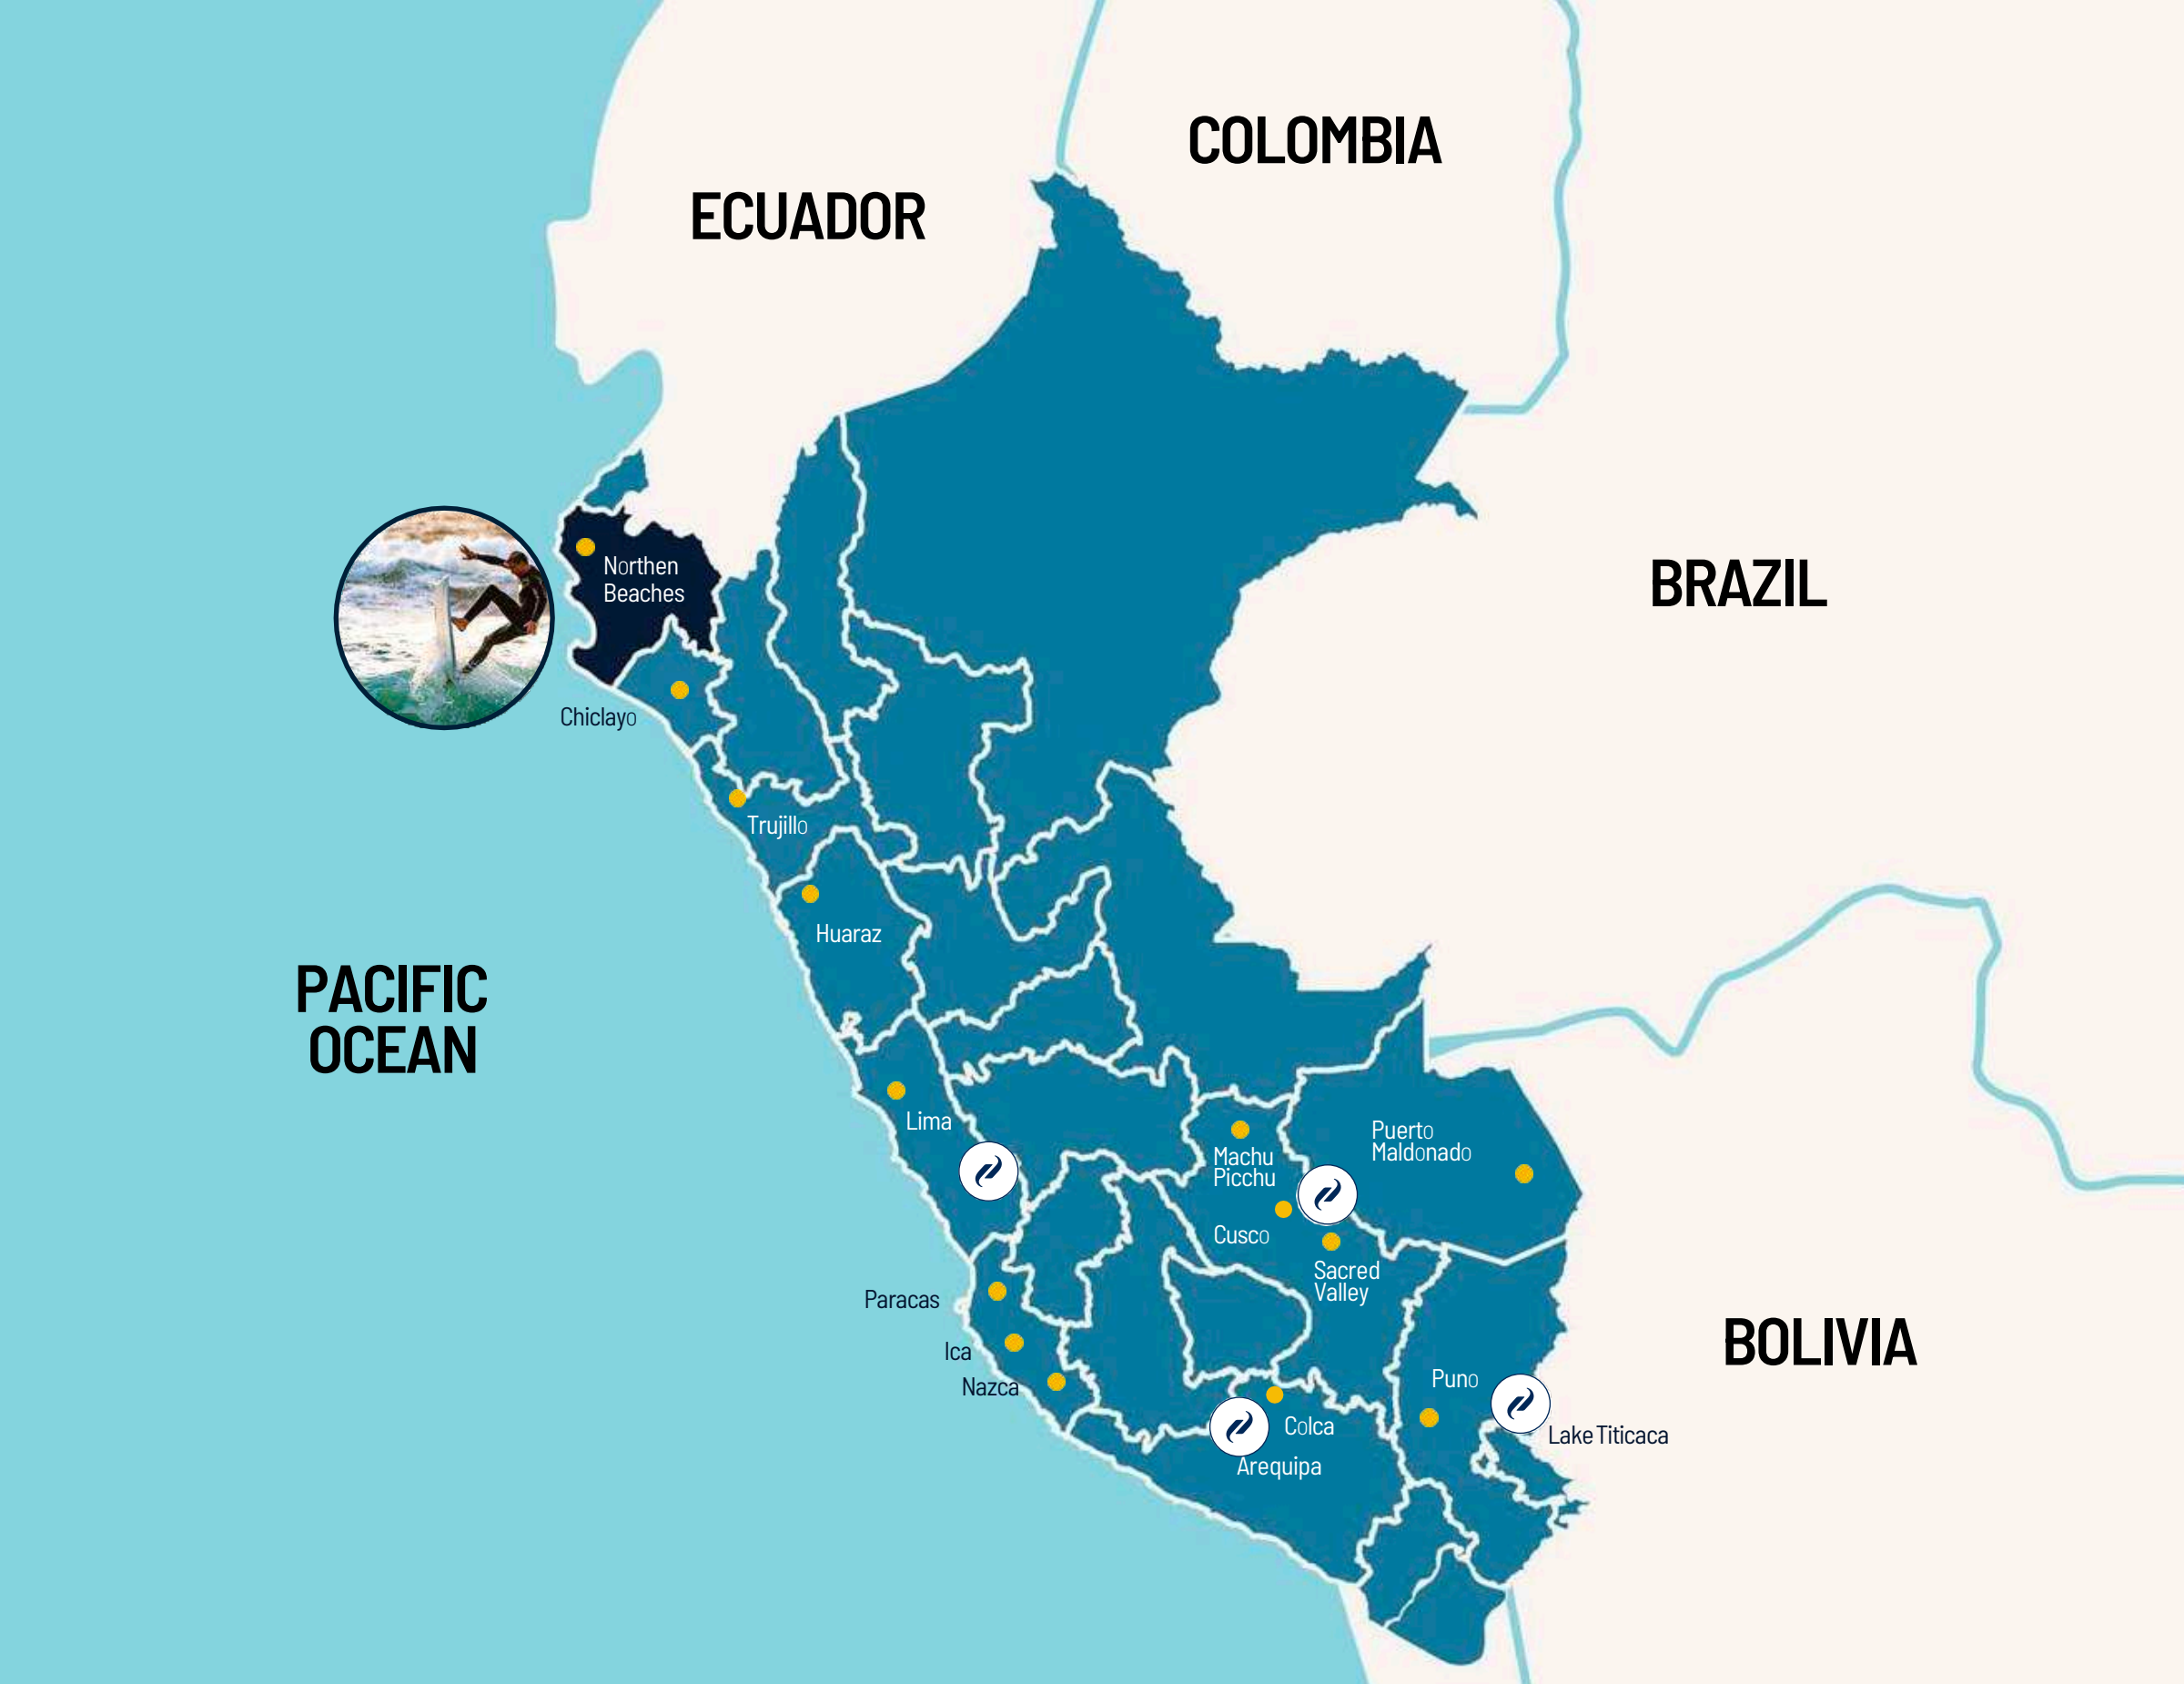 COLOMBIA
ECUADOR
BRAZIL
Northen
Beaches
Chiclayo
Trujillo
Huaraz
PACIFIC
OCEAN
Lima
Puerto
Maldonado
Machu
Picchu
Cusco
Sacred
Valley
Paracas
Ica
Nazca
BOLIVIA
Puno
Colca
Lake Titicaca
Arequipa